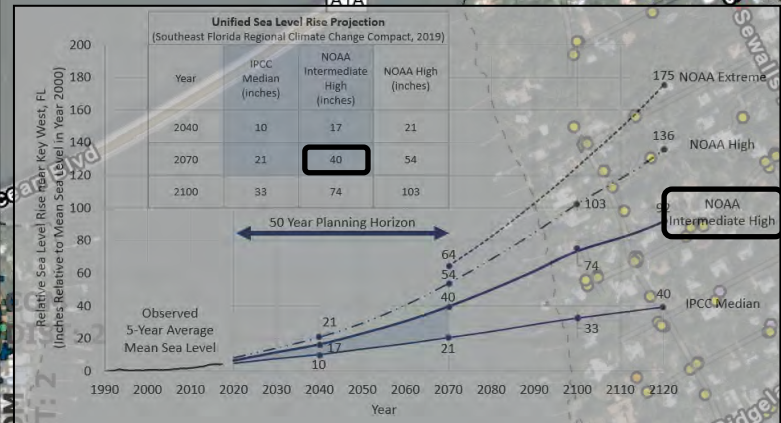 A1A
Unified Sea Level Rise Projection
(Southeast Florida Regional Climate Change Compact, 2019)
Year
IPCC
Median
(inches)
NOAA
Intermediate
High
(inches)
NOAA High
(Inches)
2040 10 17 21
2070 21 40 54
2100 33 74 103
Relative Sea Level Rise near Key West, FL
(Inches Relative to Mean Sea Level in Year 2000)
200
180
160
140
120
100
80
60
40
20
0
50 Year Planning Horizon
Observed
5-Year Average
Mean Sea Level
175 NOAA Extreme
136
NOAA High
92
NOAA
Intermediate High
40
IPCC Median
103
74
33
64
54
40
21
21
17
10
1990 2000 2010 2020 2030 2040 2050 2060 2070 2080 2090 2100 2110 2120
Year
Blvd
Sewall's
T: 2